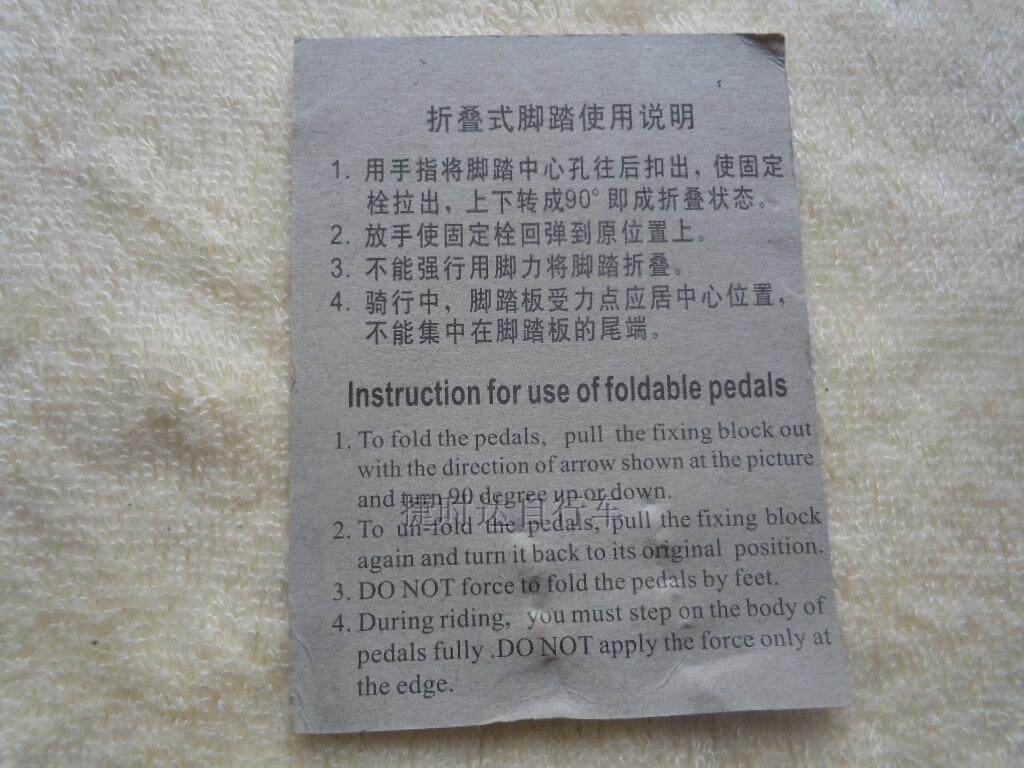 折叠式脚踏使用说明
1. 用手指将脚踏中心孔往后扣出，使固定
栓拉出，上下转成90°即成折叠状态。
2. 放手使固定栓回弹到原位置上。
3. 不能强行用脚力将脚踏折叠。
4. 骑行中，脚踏板受力点应居中心位置，
不能集中在脚踏板的尾端。
Instruction for use of foldable pedals
1. To fold the pedals, pull the fixing block out
with the direction of arrow shown at the picture
and turn 90 degree up or down.
捷时达自行车
2. To un-fold the pedals, pull the fixing block
again and turn it back to its original position.
3. DO NOT force to fold the pedals by feet.
4. During riding, you must step on the body of
pedals fully .DO NOT apply the force only at
the edge.